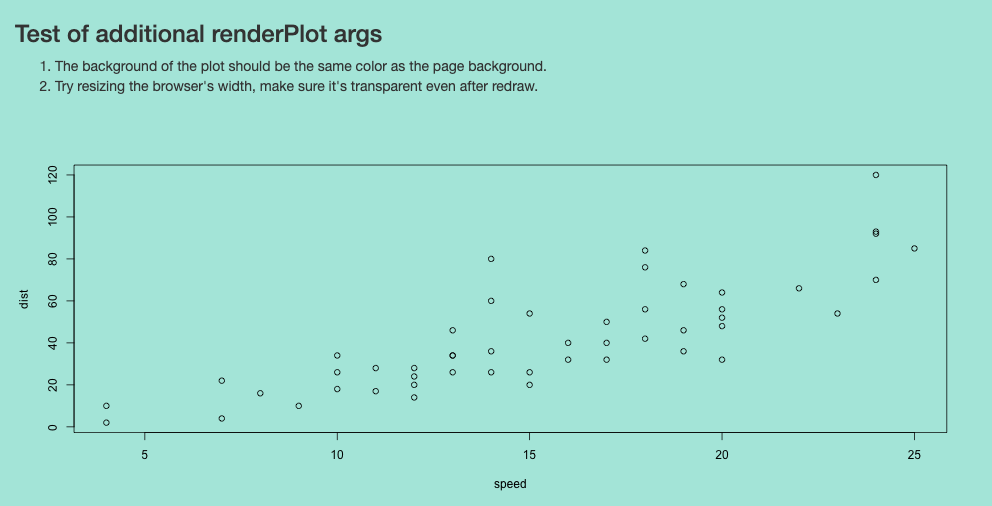 Test of additional renderPlot args
1. The background of the plot should be the same color as the page background.
2. Try resizing the browser's width, make sure it's transparent even after redraw.
120
100
80
60
40
20
0
dist
5 10 15 20 25
speed